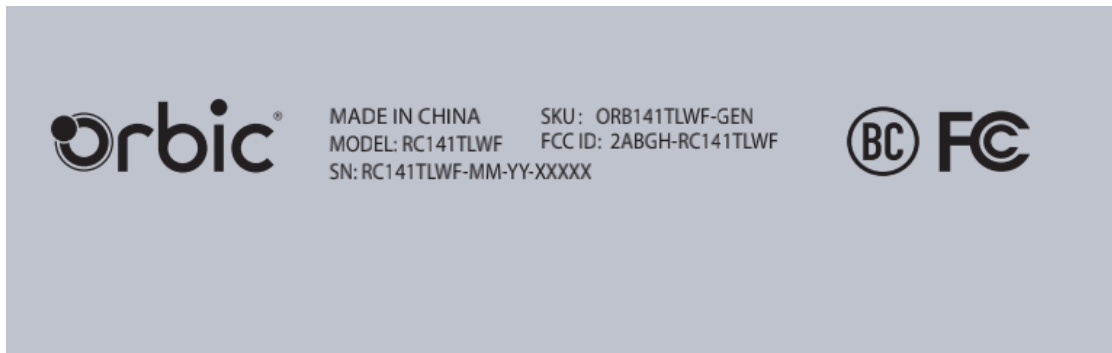 Orbic®
MADE IN CHINA
MODEL: RC141TLWF
SN: RC141TLWF-MM-YY-XXXXX
SKU: ORB141TLWF-GEN
FCC ID: 2ABGH-RC141TLWF
BC
FC